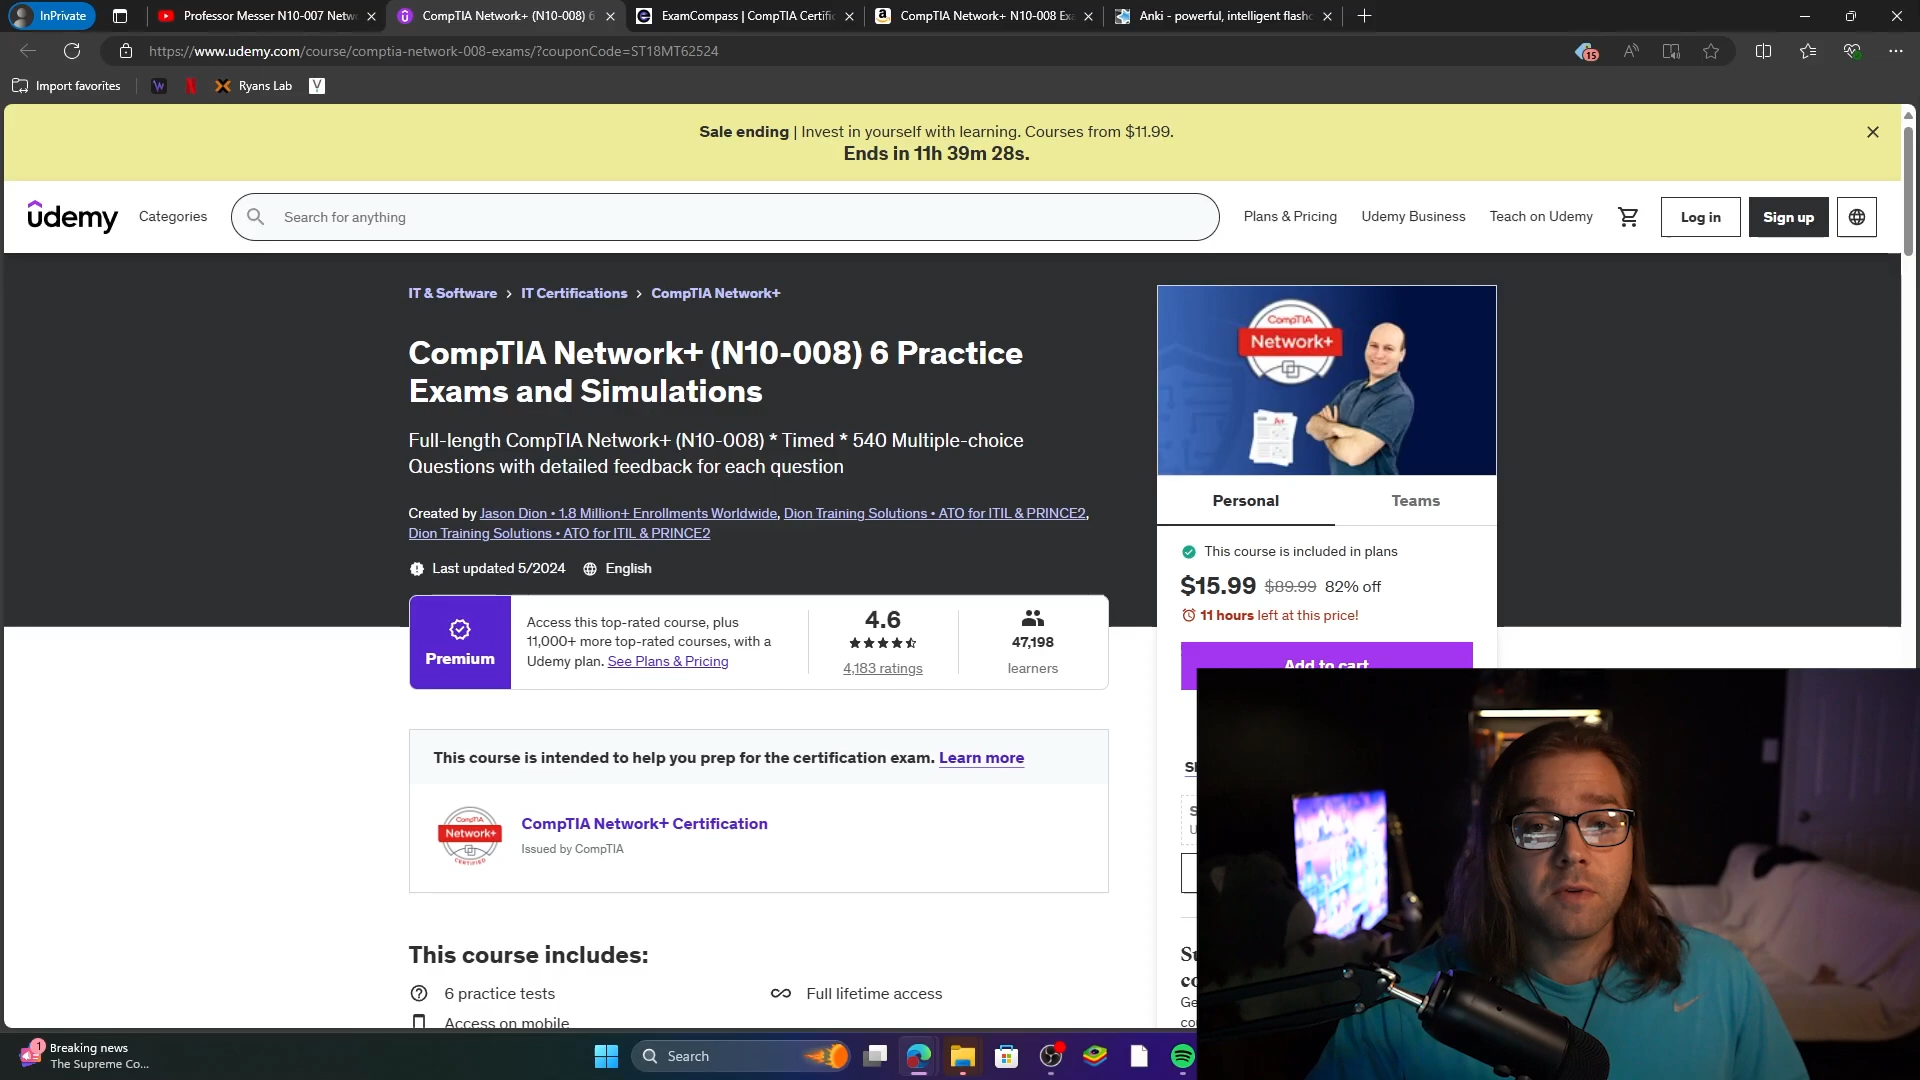 InPrivate
Professor Messer N10-007 Netw
CompTIA Network+ (N10-008) 6
ExamCompass | CompTIA Certific
CompTIA Network+ N10-008 Exa
Anki - powerful, intelligent flashc
https://www.udemy.com/course/comptia-network-008-exams/?couponCode=ST18MT62524
15
Import favorites
Ryans Lab
Sale ending | Invest in yourself with learning. Courses from $11.99.
Ends in 11h 39m 28s.
udemy
Categories
Search for anything
Plans & Pricing
Udemy Business
Teach on Udemy
Log in
Sign up
IT & Software > IT Certifications > CompTIA Network+
CompTIA Network+ (N10-008) 6 Practice
Exams and Simulations
Full-length CompTIA Network+ (N10-008) * Timed * 540 Multiple-choice
Questions with detailed feedback for each question
Created by Jason Dion • 1.8 Million+ Enrollments Worldwide, Dion Training Solutions • ATO for ITIL & PRINCE2,
Dion Training Solutions • ATO for ITIL & PRINCE2
Last updated 5/2024
English
CompTIA
Network+
Personal
Teams
This course is included in plans
$15.99 $89.99 82% off
11 hours left at this price!
Add to cart
Premium
Access this top-rated course, plus
11,000+ more top-rated courses, with a
Udemy plan. See Plans & Pricing
4.6
4,183 ratings
47,198
learners
This course is intended to help you prep for the certification exam. Learn more
CompTIA
Network+
CERTIFIED
CompTIA Network+ Certification
Issued by CompTIA
This course includes:
6 practice tests
Full lifetime access
Access on mobile
1
Breaking news
The Supreme Co...
Search